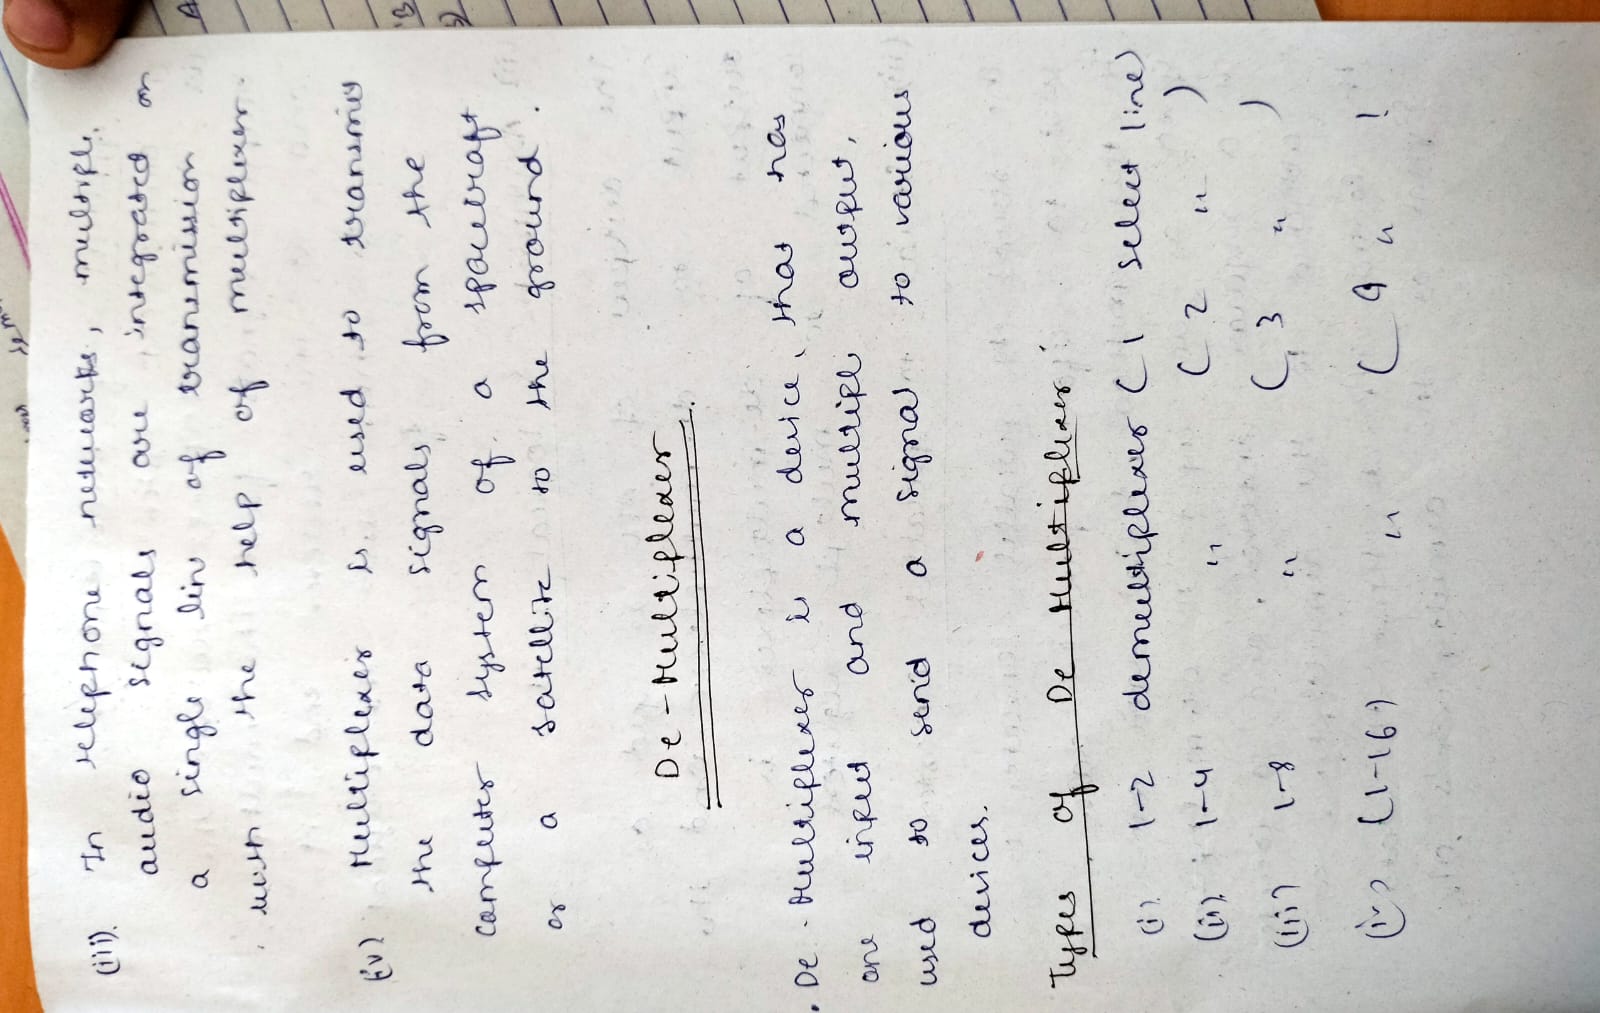 (iii). In telephone networks, multiple
audio signals are integrated on
a single line of transmission
with the help of multiplexer.
(iv) Multiplexer is used to transmit
the data signals from the
computer system of a spacecraft
or a satellite to the ground.
De-Multiplexer
. De-Multiplexer is a device, that has
one input and multiple output,
used to send a signal to various
devices.
Types of De Multiplexer:
(i). 1-2 demultiplexer (1 select line)
(ii). 1-4 " (2 " )
(iii) 1-8 " (3 " )
(iv) (1-16) " (4 " )